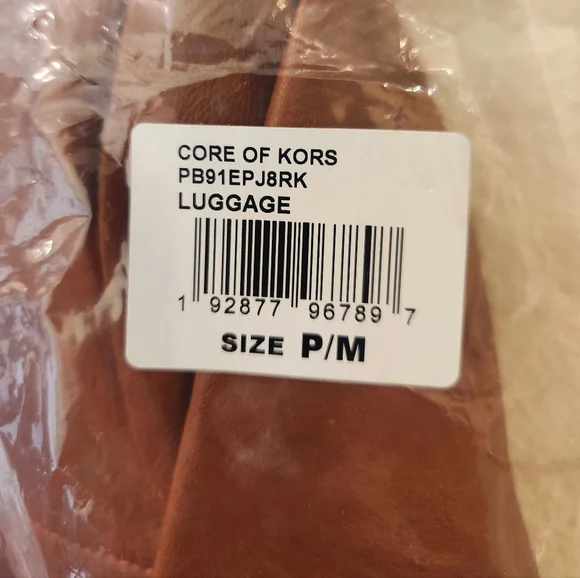 CORE OF KORS
PB91EPJ8RK
LUGGAGE
1 92877 96789 7
SIZE P/M